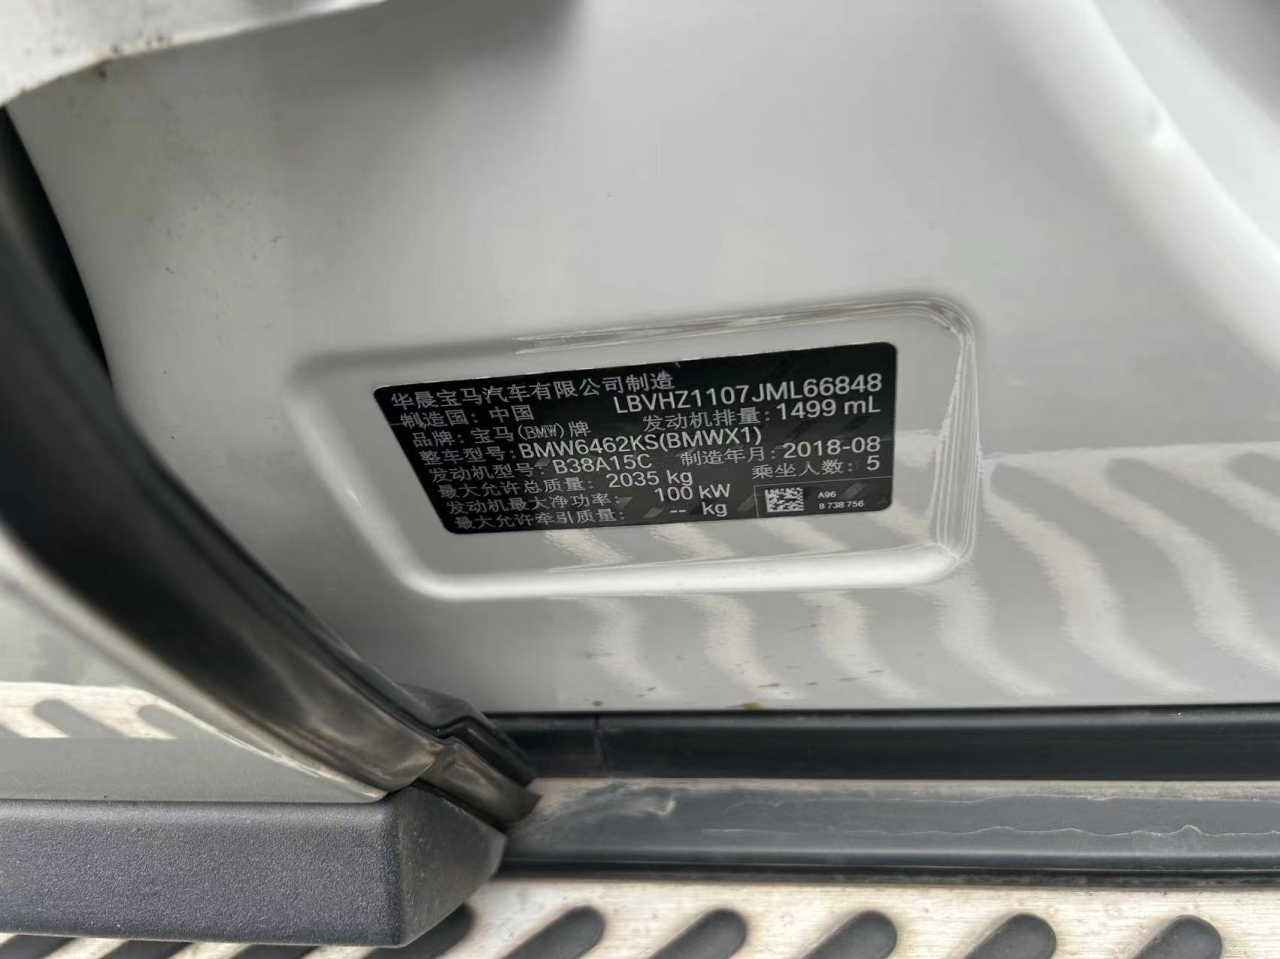 华晨宝马汽车有限公司制造
制造国: 中国 LBVHZ1107JML66848
品牌: 宝马(BMW)牌 发动机排量: 1499 mL
整车型号: BMW6462KS(BMWX1)
发动机型号: B38A15C 制造年月: 2018-08
最大允许总质量: 2035 kg 乘坐人数: 5
发动机最大净功率: 100 kW
最大允许牵引质量: -- kg
A96
8 738 756